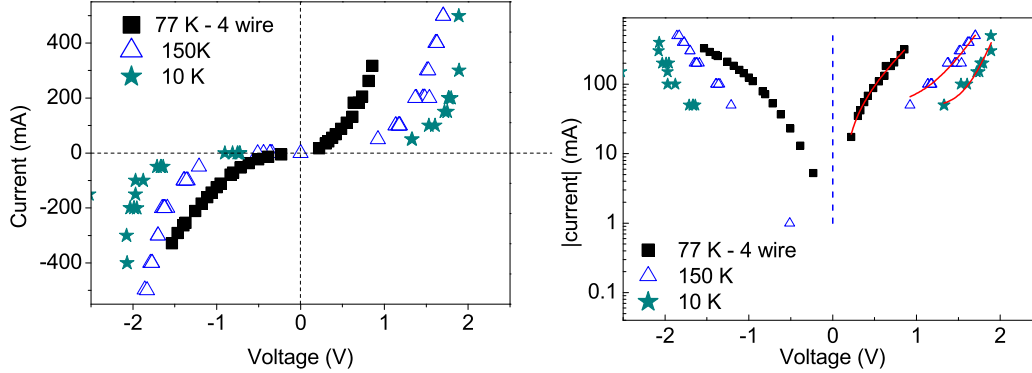 400
200
0
-200
-400
Current (mA)
77 K - 4 wire
150K
10 K
-2
-1
0
1
2
Voltage (V)
100
10
1
0.1
|current| (mA)
77 K - 4 wire
150 K
10 K
-2
-1
0
1
2
Voltage (V)